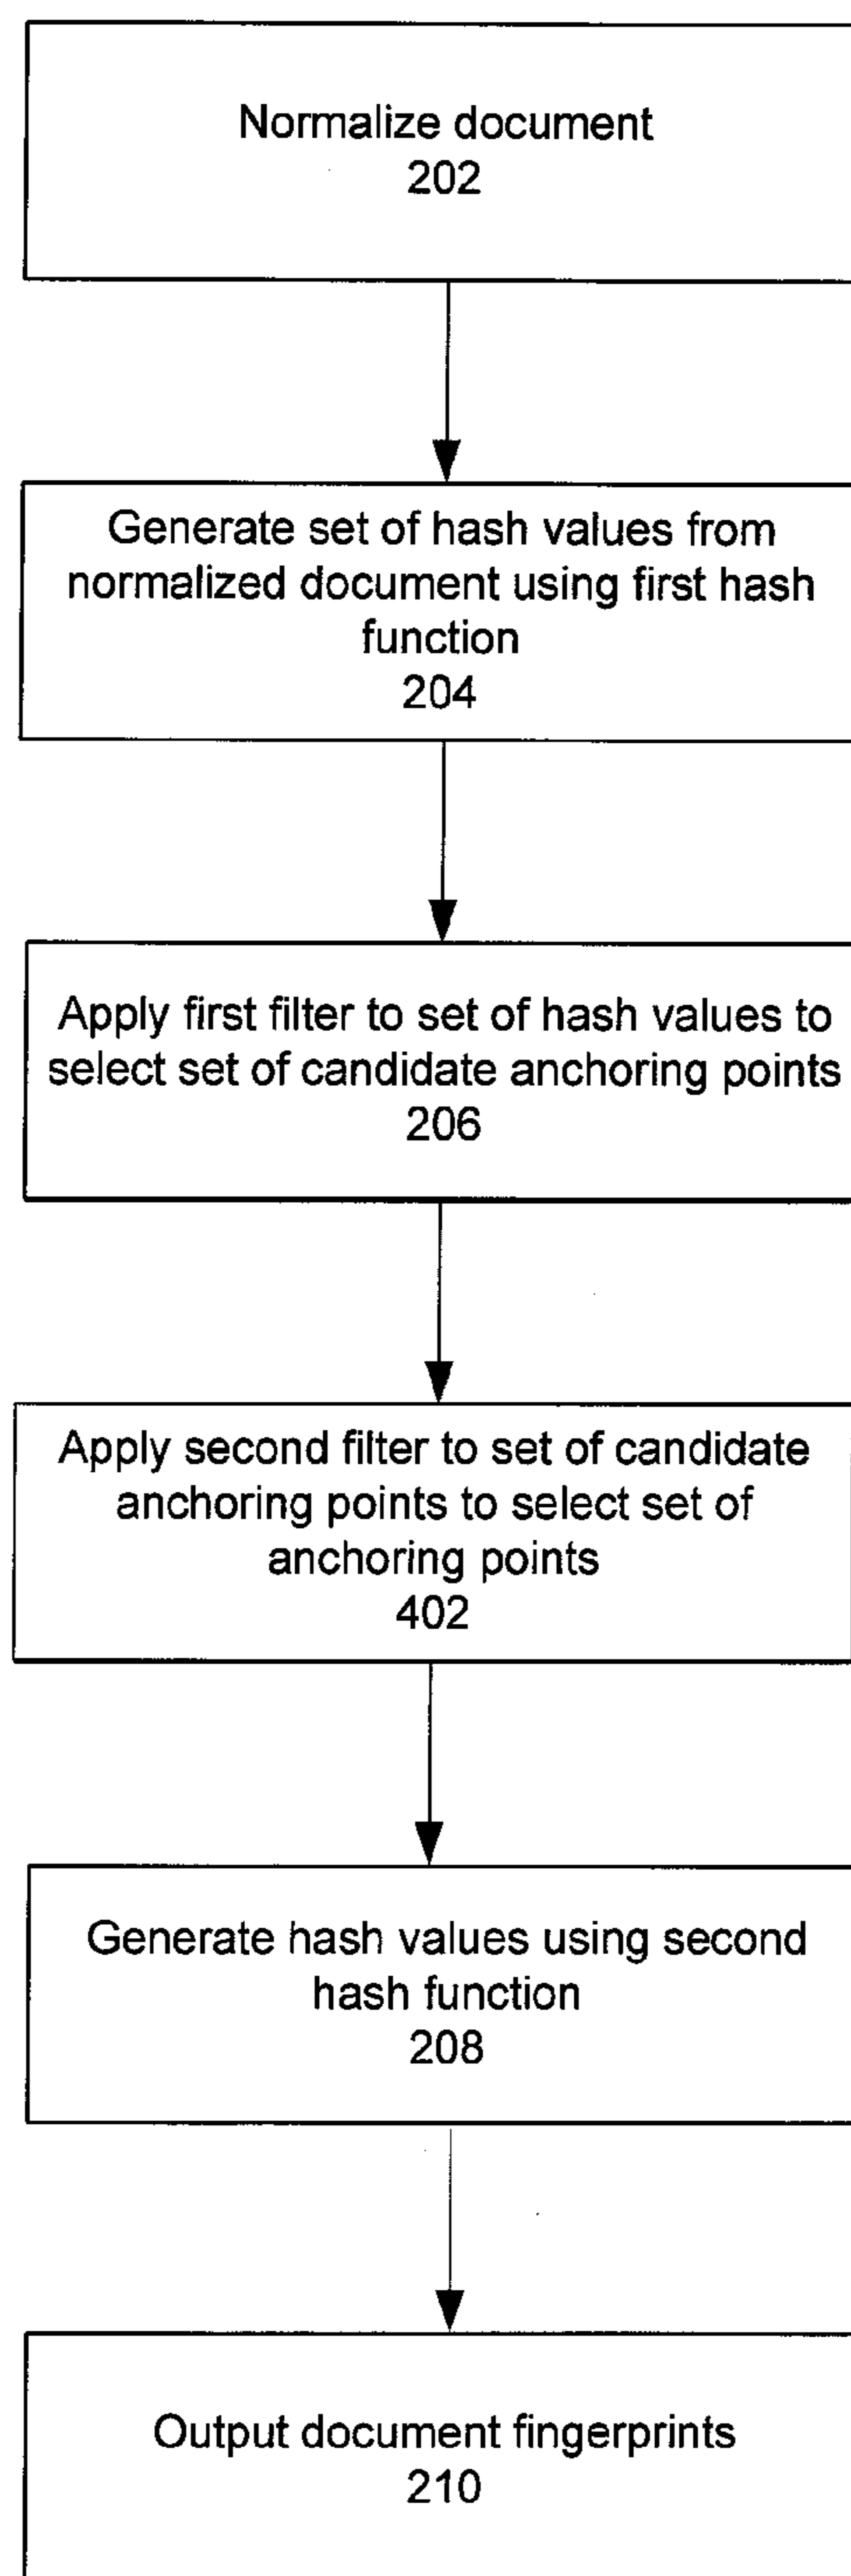 Normalize document
202
Generate set of hash values from
normalized document using first hash
function
204
Apply first filter to set of hash values to
select set of candidate anchoring points
206
Apply second filter to set of candidate
anchoring points to select set of
anchoring points
402
Generate hash values using second
hash function
208
Output document fingerprints
210